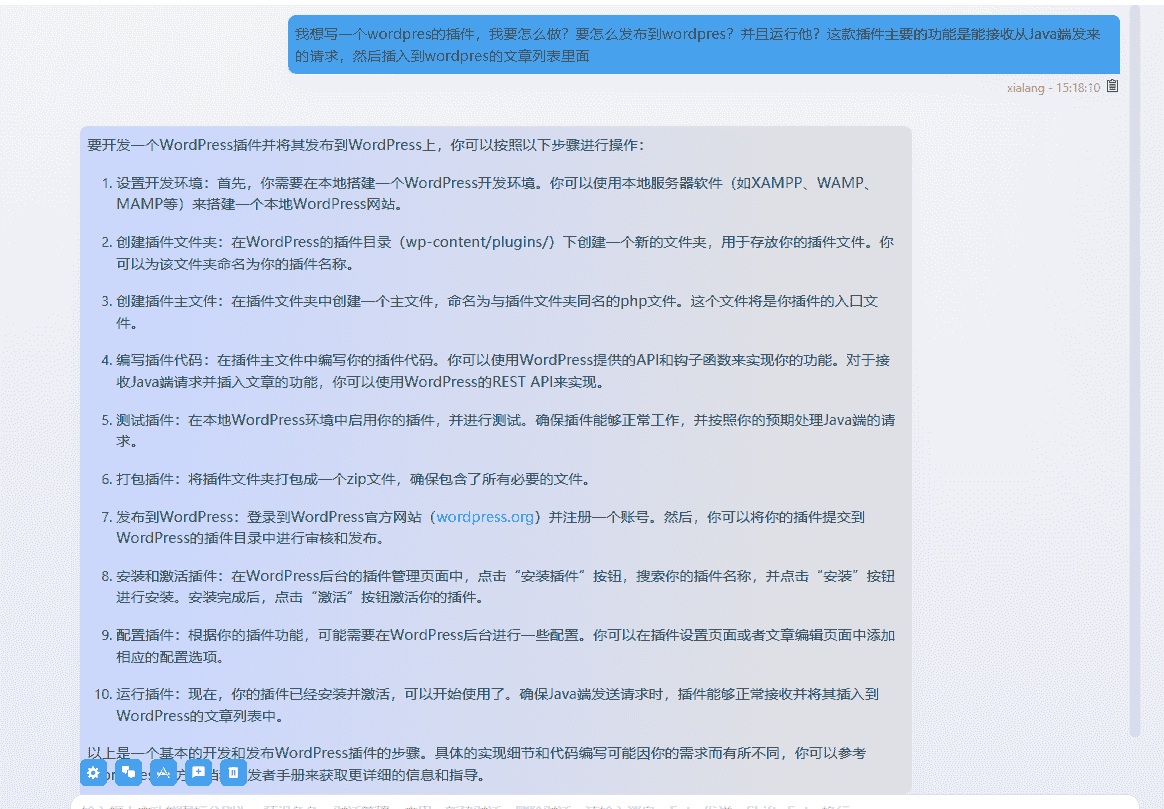 我想写一个wordpres的插件，我要怎么做？要怎么发布到wordpres？并且运行他？这款插件主要的功能是能接收从Java端发来
的请求，然后插入到wordpres的文章列表里面
xialang - 15:18:10
要开发一个WordPress插件并将其发布到WordPress上，你可以按照以下步骤进行操作：
1. 设置开发环境：首先，你需要在本地搭建一个WordPress开发环境。你可以使用本地服务器软件（如XAMPP、WAMP、
MAMP等）来搭建一个本地WordPress网站。
2. 创建插件文件夹：在WordPress的插件目录（wp-content/plugins/）下创建一个新的文件夹，用于存放你的插件文件。你
可以为该文件夹命名为你的插件名称。
3. 创建插件主文件：在插件文件夹中创建一个主文件，命名为与插件文件夹同名的php文件。这个文件将是你插件的入口文
件。
4. 编写插件代码：在插件主文件中编写你的插件代码。你可以使用WordPress提供的API和钩子函数来实现你的功能。对于接
收Java端请求并插入文章的功能，你可以使用WordPress的REST API来实现。
5. 测试插件：在本地WordPress环境中启用你的插件，并进行测试。确保插件能够正常工作，并按照你的预期处理Java端的请
求。
6. 打包插件：将插件文件夹打包成一个zip文件，确保包含了所有必要的文件。
7. 发布到WordPress：登录到WordPress官方网站（wordpress.org）并注册一个账号。然后，你可以将你的插件提交到
WordPress的插件目录中进行审核和发布。
8. 安装和激活插件：在WordPress后台的插件管理页面中，点击“安装插件”按钮，搜索你的插件名称，并点击“安装”按钮
进行安装。安装完成后，点击“激活”按钮激活你的插件。
9. 配置插件：根据你的插件功能，可能需要在WordPress后台进行一些配置。你可以在插件设置页面或者文章编辑页面中添加
相应的配置选项。
10. 运行插件：现在，你的插件已经安装并激活，可以开始使用了。确保Java端发送请求时，插件能够正常接收并将其插入到
WordPress的文章列表中。
以上是一个基本的开发和发布WordPress插件的步骤。具体的实现细节和代码编写可能因你的需求而有所不同，你可以参考
发者手册来获取更详细的信息和指导。